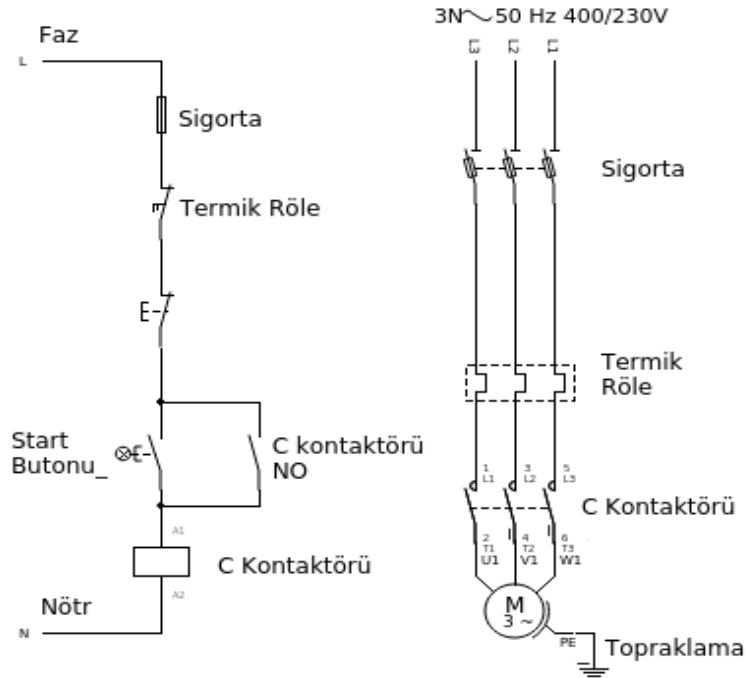 Faz
L
Sigorta
Termik Röle
Start
Butonu_
C kontaktörü
NO
A1
C Kontaktörü
A2
Nötr
N
3N~50 Hz 400/230V
L3 L2 L1
Sigorta
Termik
Röle
1 3 5
L1 L2 L3
C Kontaktörü
2 4 6
T1 T2 T3
U1 V1 W1
M
3 ~
PE
Topraklama